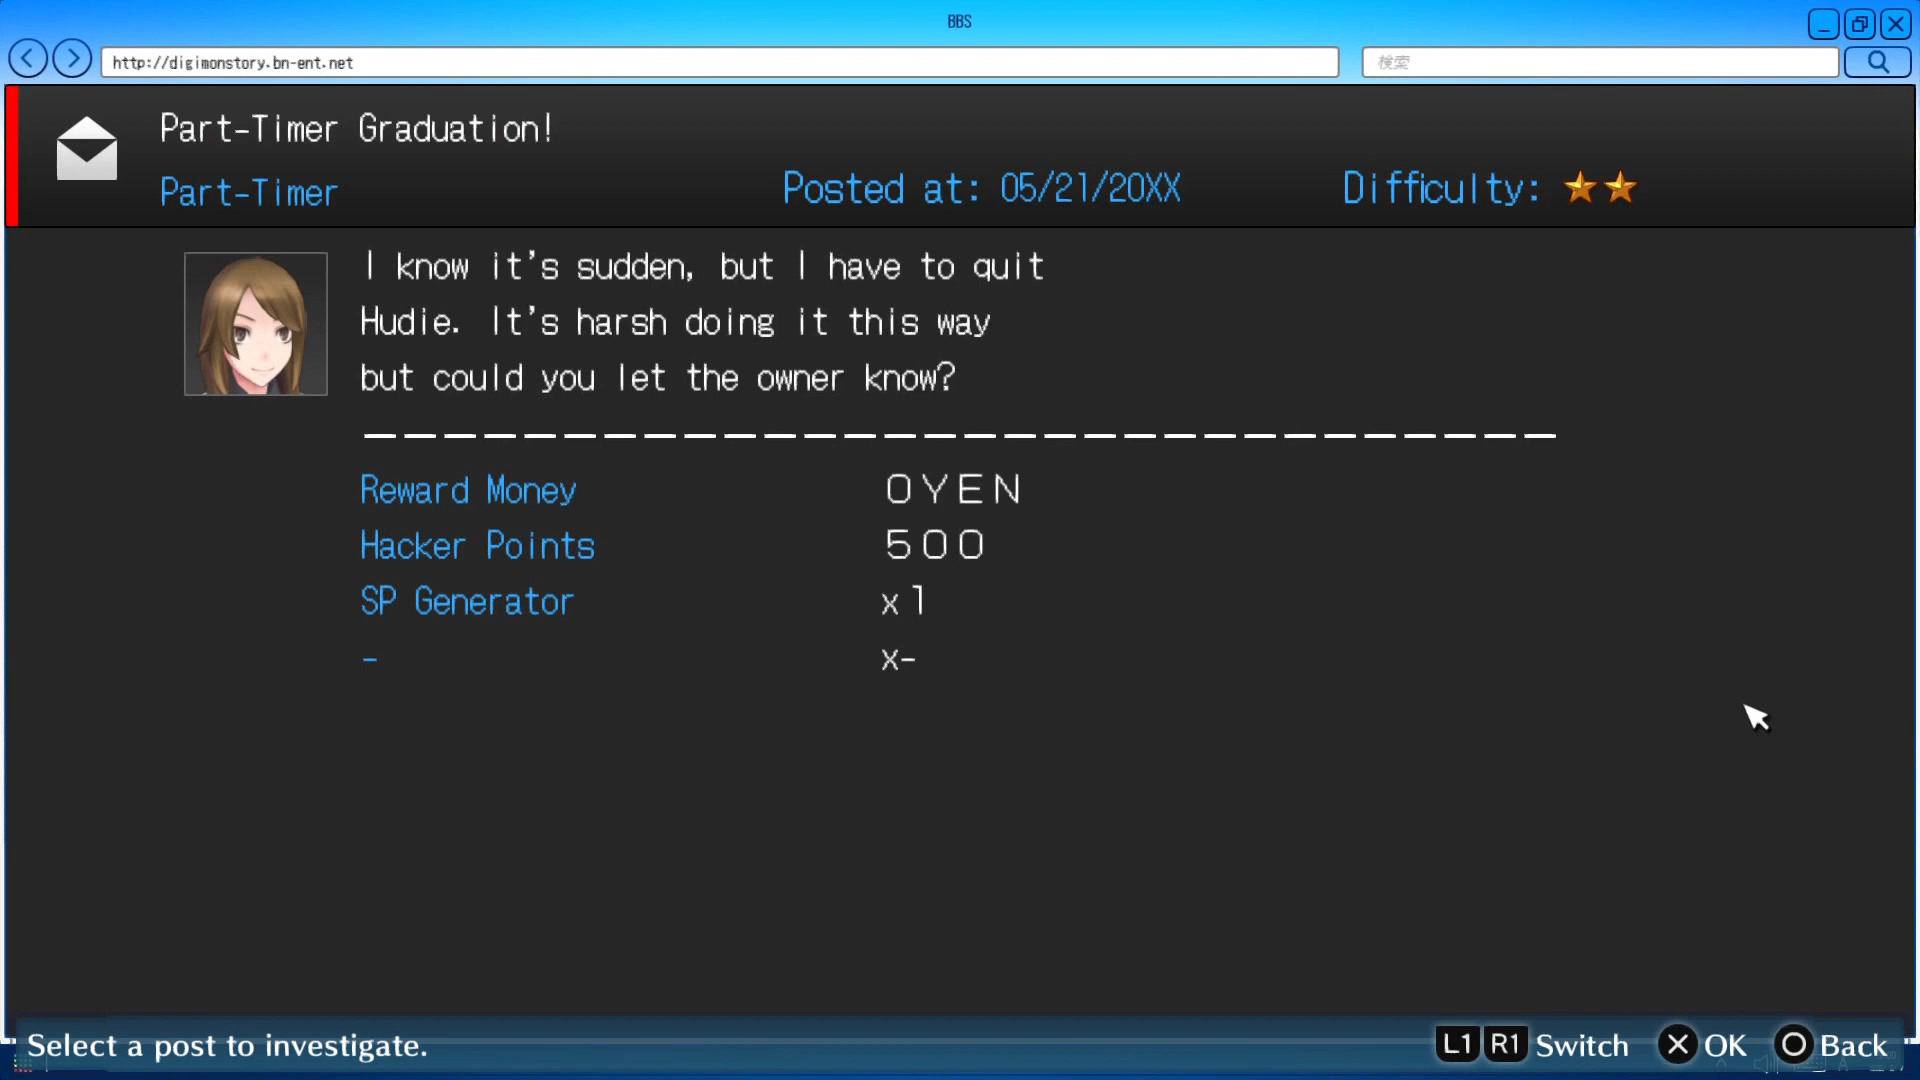 BBS
http://digimonstory.bn-ent.net
検索
Part-Timer Graduation!
Part-Timer
Posted at: 05/21/20XX
Difficulty:
I know it's sudden, but I have to quit
Hudie. It's harsh doing it this way
but could you let the owner know?
Reward Money 0YEN
Hacker Points 500
SP Generator x1
- x-
Select a post to investigate.
L1 R1 Switch OK Back